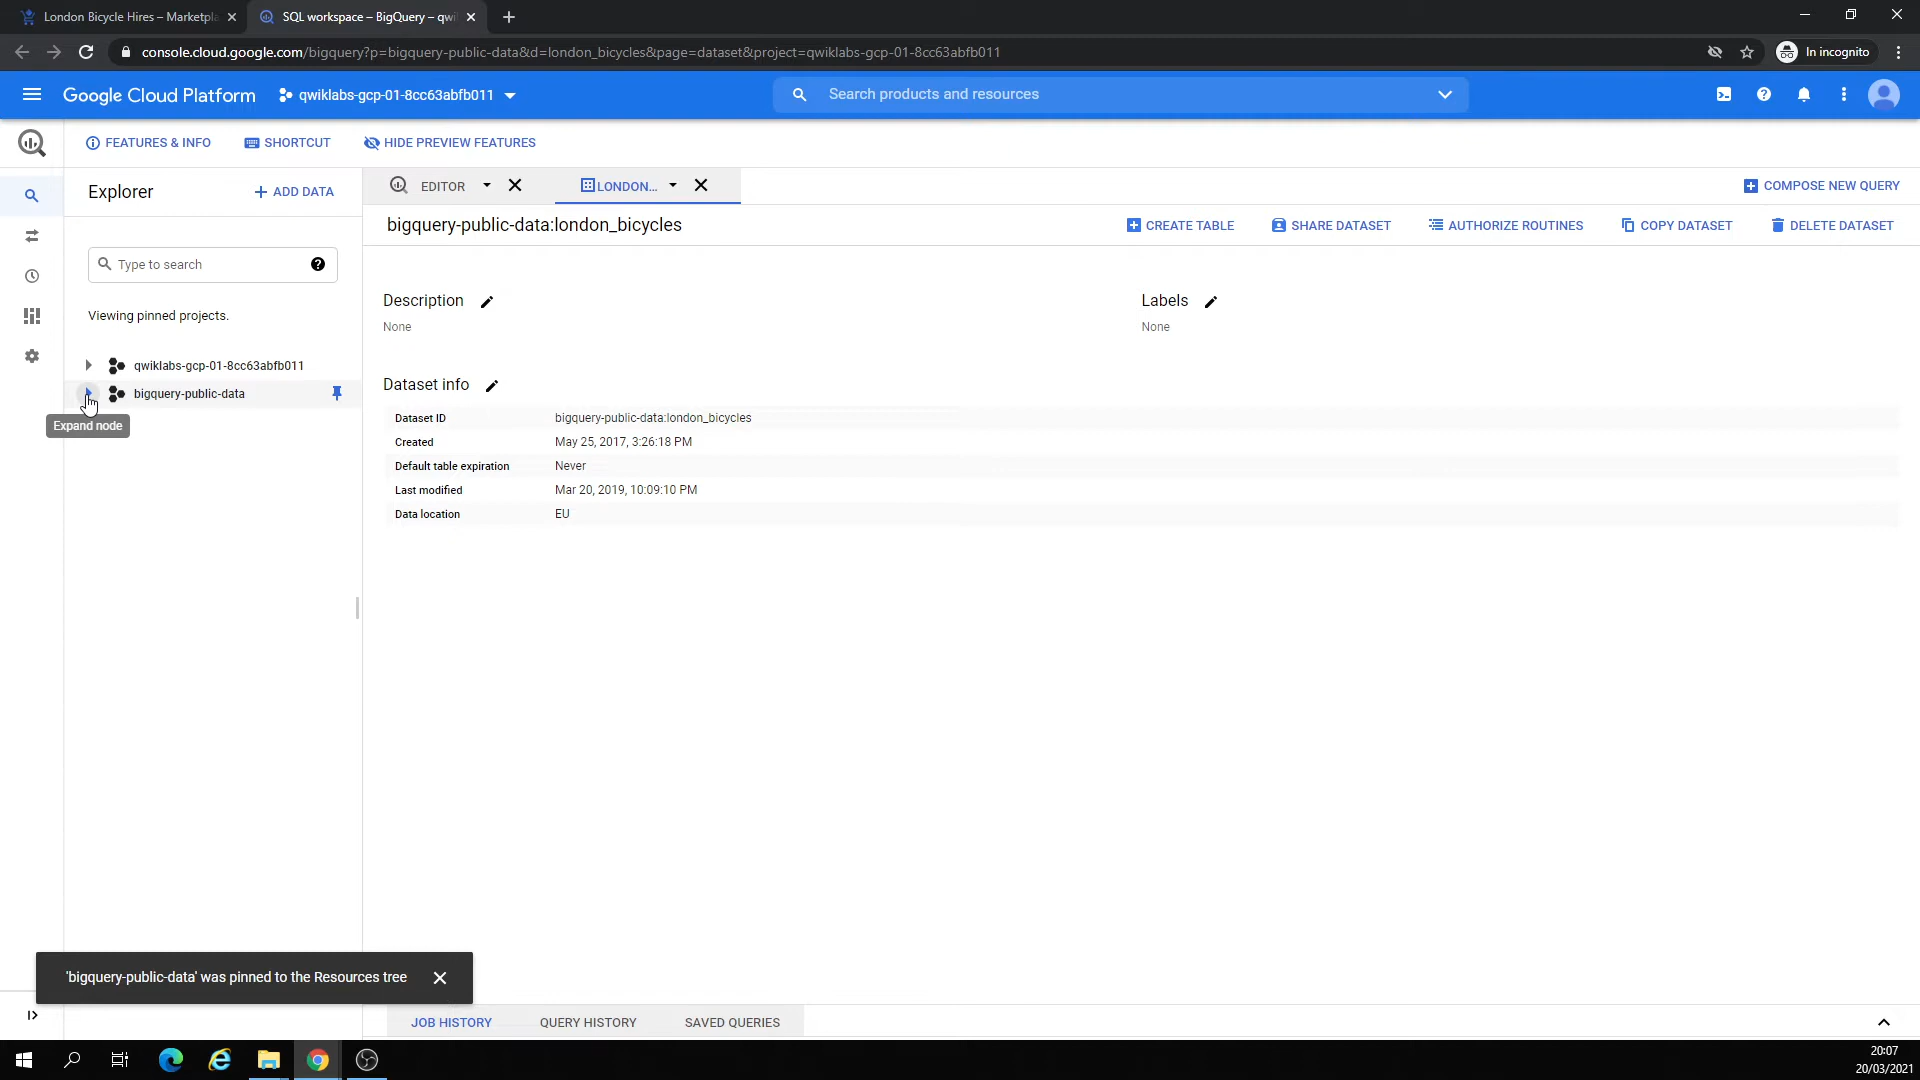 London Bicycle Hires – Marketpla
SQL workspace – BigQuery – qwi
console.cloud.google.com/bigquery?p=bigquery-public-data&d=london_bicycles&page=dataset&project=qwiklabs-gcp-01-8cc63abfb011
In incognito
Google Cloud Platform
qwiklabs-gcp-01-8cc63abfb011
Search products and resources
FEATURES & INFO
SHORTCUT
HIDE PREVIEW FEATURES
Explorer
ADD DATA
EDITOR
LONDON...
COMPOSE NEW QUERY
bigquery-public-data:london_bicycles
CREATE TABLE
SHARE DATASET
AUTHORIZE ROUTINES
COPY DATASET
DELETE DATASET
Type to search
Viewing pinned projects.
qwiklabs-gcp-01-8cc63abfb011
bigquery-public-data
Expand node
Description
None
Labels
None
Dataset info
Dataset ID bigquery-public-data:london_bicycles
Created May 25, 2017, 3:26:18 PM
Default table expiration Never
Last modified Mar 20, 2019, 10:09:10 PM
Data location EU
'bigquery-public-data' was pinned to the Resources tree
JOB HISTORY
QUERY HISTORY
SAVED QUERIES
20:07
20/03/2021